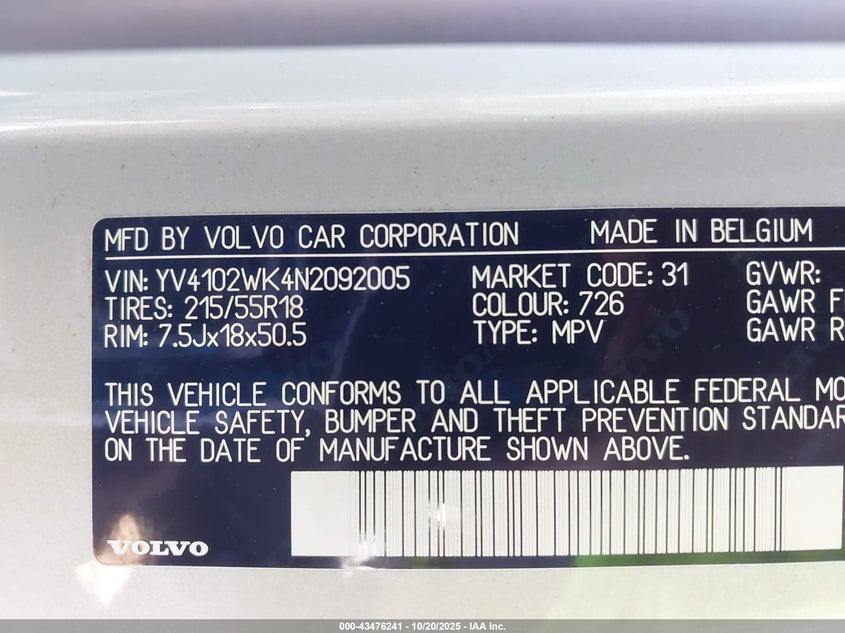 MFD BY VOLVO CAR CORPORATION MADE IN BELGIUM
VIN: YV4102WK4N2092005 MARKET CODE: 31 GVWR:
TIRES: 215/55R18 COLOUR: 726 GAWR F
RIM: 7.5Jx18x50.5 TYPE: MPV GAWR R
THIS VEHICLE CONFORMS TO ALL APPLICABLE FEDERAL MO
VEHICLE SAFETY, BUMPER AND THEFT PREVENTION STANDAR
ON THE DATE OF MANUFACTURE SHOWN ABOVE.
VOLVO
000-43476241 | 10/20/2025 - IAA Inc.